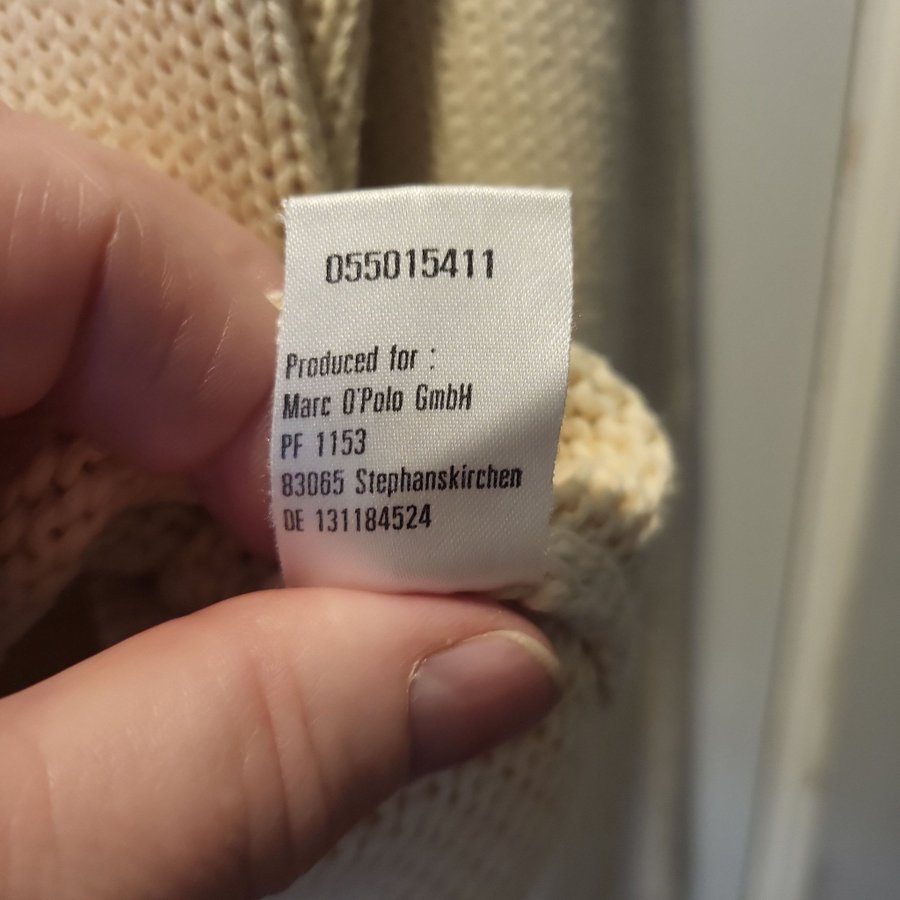 055015411
Produced for :
Marc O'Polo GmbH
PF 1153
83065 Stephanskirchen
DE 131184524